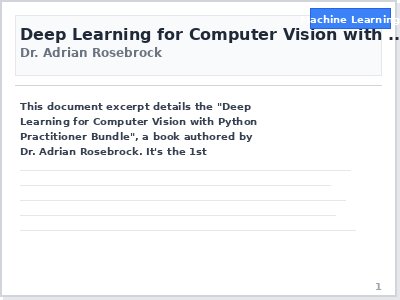 Machine Learning
Deep Learning for Computer Vision with ...
Dr. Adrian Rosebrock
This document excerpt details the "Deep
Learning for Computer Vision with Python
Practitioner Bundle", a book authored by
Dr. Adrian Rosebrock. It's the 1st
1